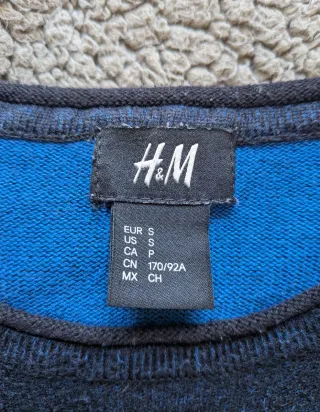 H&M
EUR S
US S
CA P
CN 170/92A
MX CH